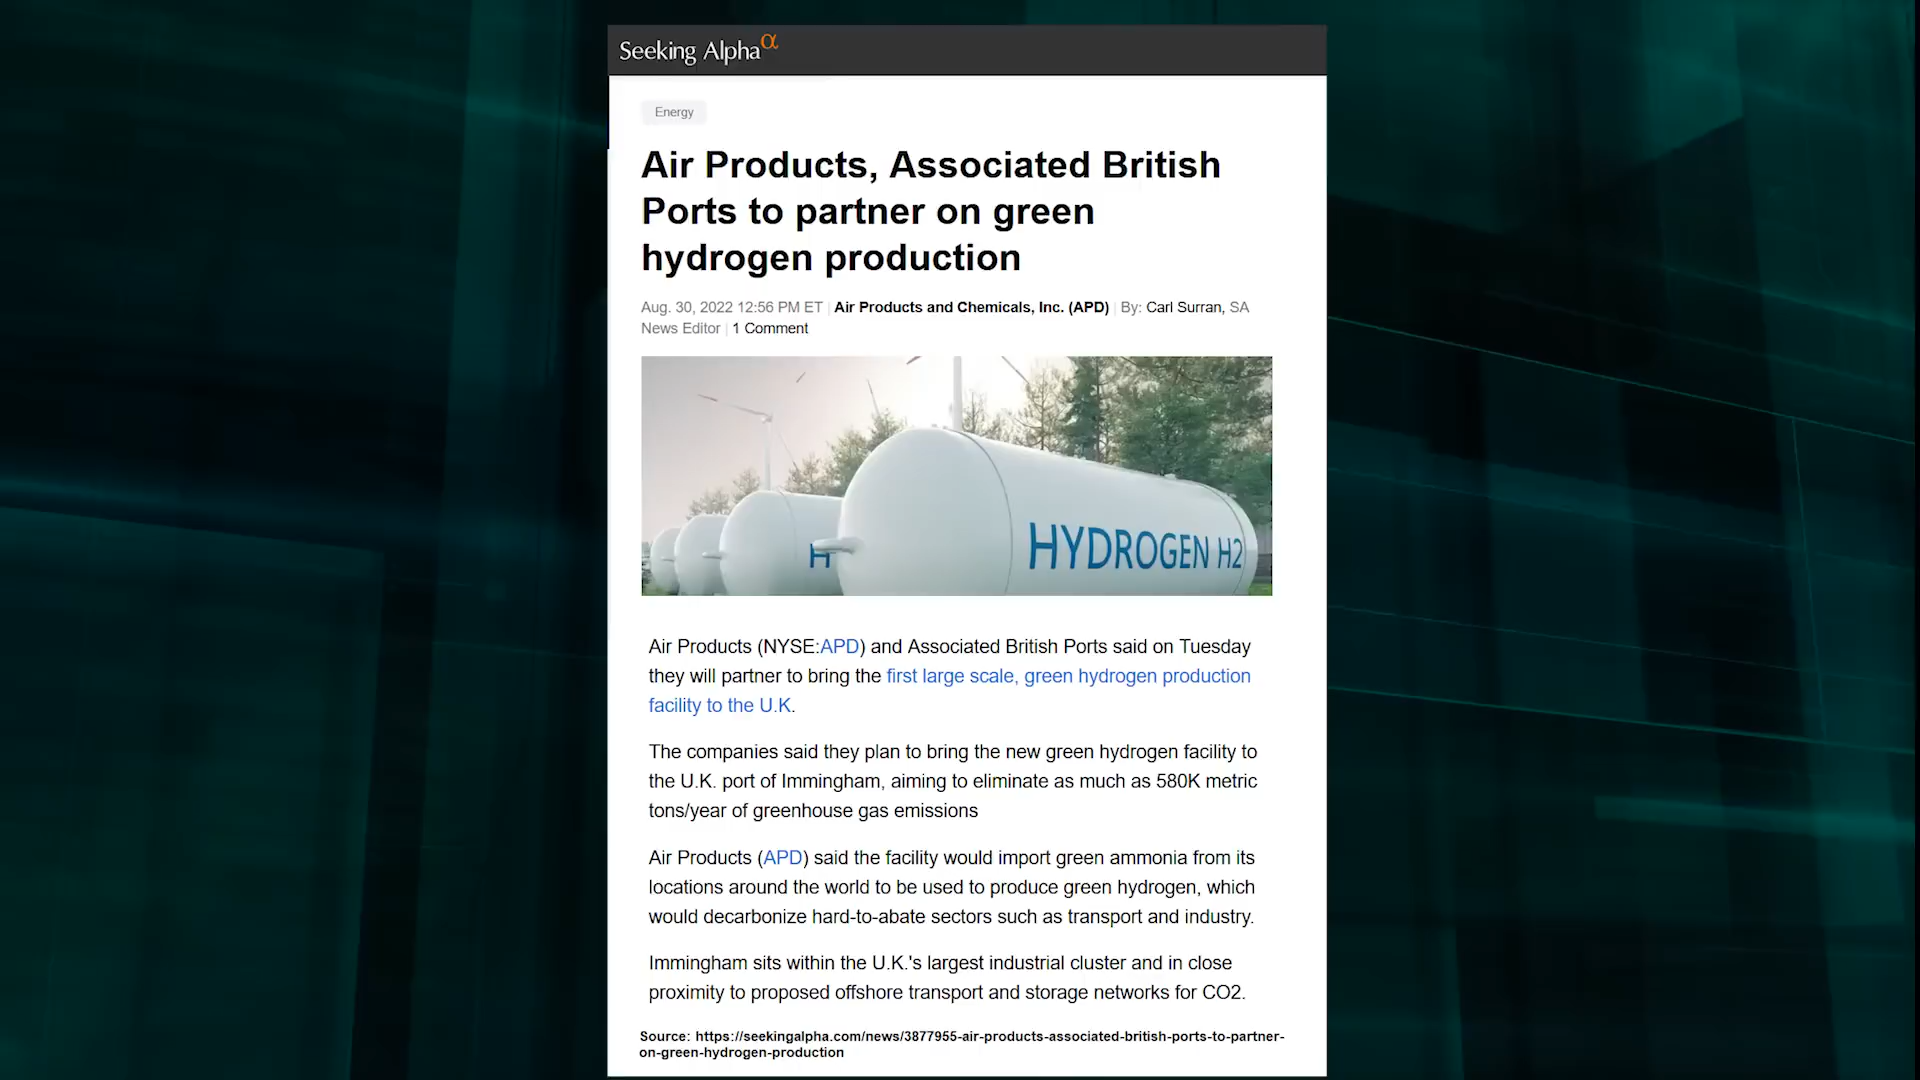 Seeking Alphaα
Energy
Air Products, Associated British
Ports to partner on green
hydrogen production
Aug. 30, 2022 12:56 PM ET | Air Products and Chemicals, Inc. (APD) | By: Carl Surran, SA
News Editor | 1 Comment
H
HYDROGEN H2
Air Products (NYSE:APD) and Associated British Ports said on Tuesday
they will partner to bring the first large scale, green hydrogen production
facility to the U.K.
The companies said they plan to bring the new green hydrogen facility to
the U.K. port of Immingham, aiming to eliminate as much as 580K metric
tons/year of greenhouse gas emissions
Air Products (APD) said the facility would import green ammonia from its
locations around the world to be used to produce green hydrogen, which
would decarbonize hard-to-abate sectors such as transport and industry.
Immingham sits within the U.K.'s largest industrial cluster and in close
proximity to proposed offshore transport and storage networks for CO2.
Source: https://seekingalpha.com/news/3877955-air-products-associated-british-ports-to-partner-
on-green-hydrogen-production